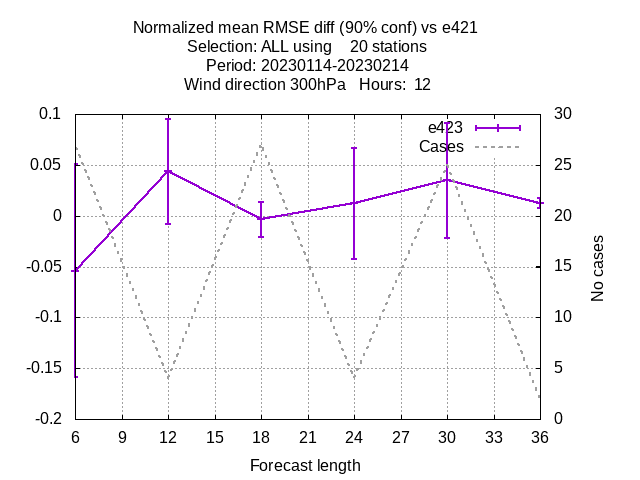 Normalized mean RMSE diff (90% conf) vs e421
Selection: ALL using 20 stations
Period: 20230114-20230214
Wind direction 300hPa Hours: 12
e423
Cases
0.1
0.05
0
-0.05
-0.1
-0.15
-0.2
30
25
20
15
10
5
0
No cases
6 9 12 15 18 21 24 27 30 33 36
Forecast length